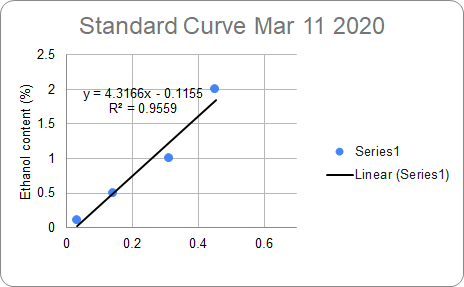 Standard Curve Mar 11 2020
2.5
2
1.5
1
0.5
0
Ethanol content (%)
y = 4.3166x - 0.1155
R² = 0.9559
0 0.2 0.4 0.6
Series1
Linear (Series1)